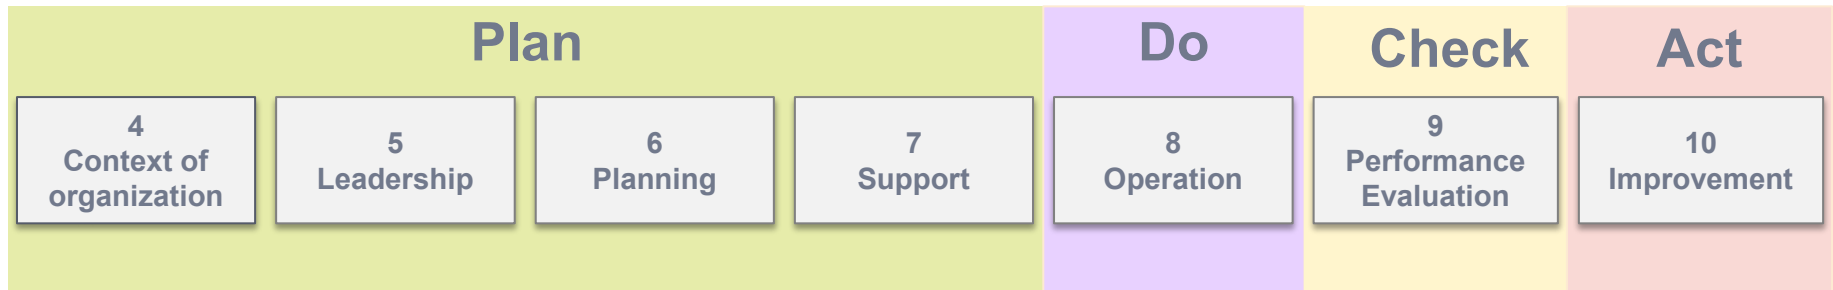 Plan
Do
Check
Act
4
Context of
organization
5
Leadership
6
Planning
7
Support
8
Operation
9
Performance
Evaluation
10
Improvement